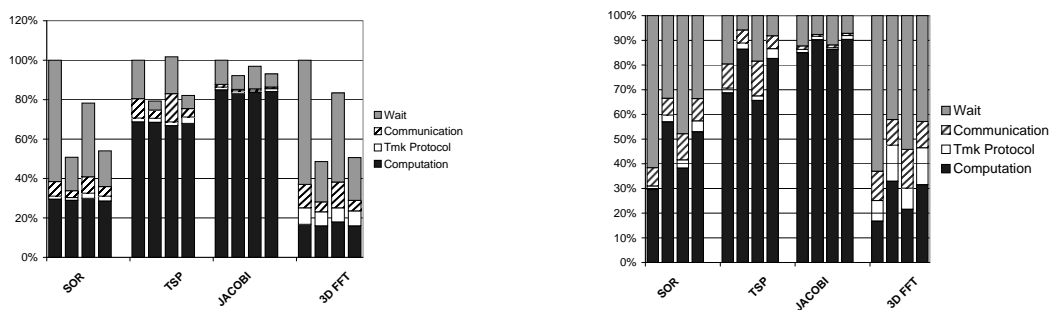 120%
100%
80%
60%
40%
20%
0%
SOR
TSP
JACOBI
3D FFT
Wait
Communication
Tmk Protocol
Computation
100%
90%
80%
70%
60%
50%
40%
30%
20%
10%
0%
SOR
TSP
JACOBI
3D FFT
Wait
Communication
Tmk Protocol
Computation